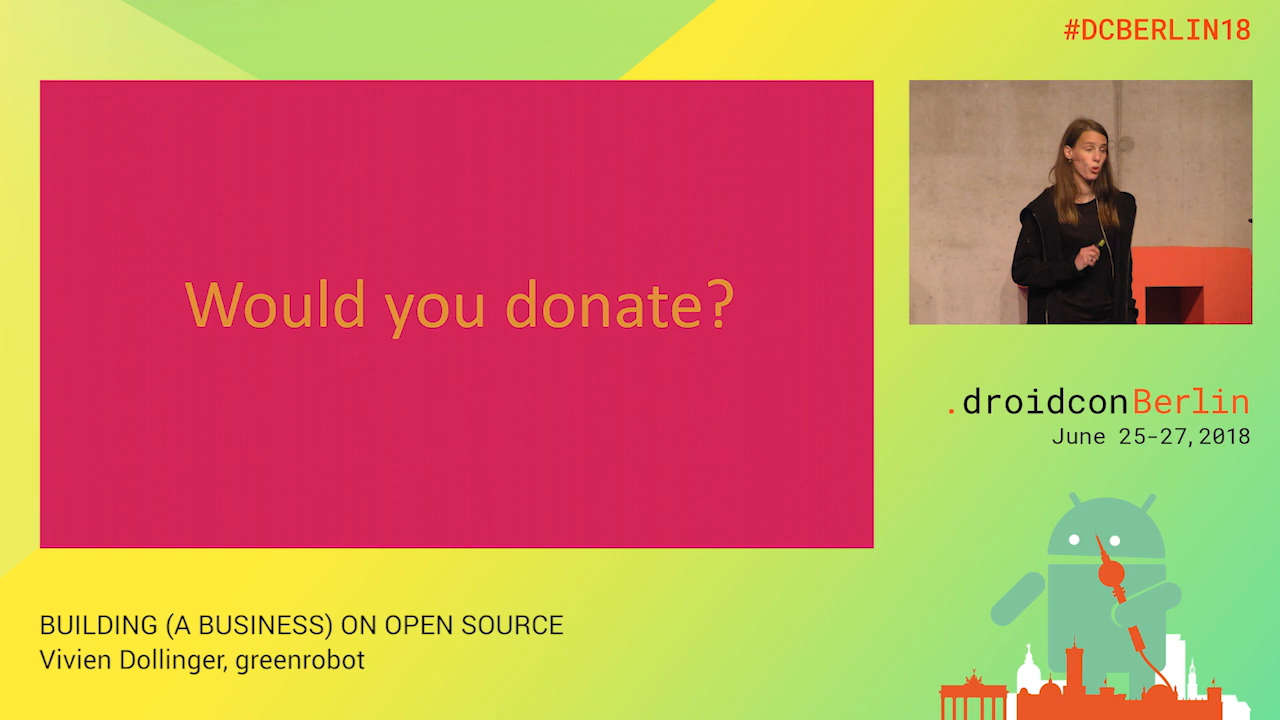 #DCBERLIN18
Would you donate?
.droidconBerlin
June 25-27, 2018
BUILDING (A BUSINESS) ON OPEN SOURCE
Vivien Dollinger, greenrobot